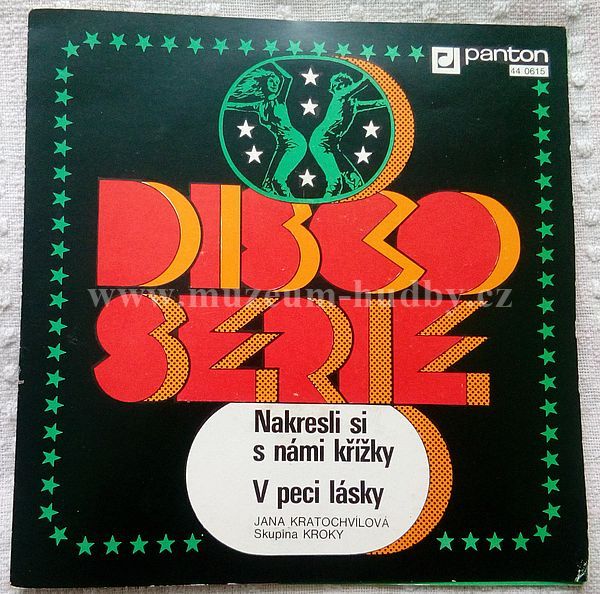 panton
44 0615
DISCO
SERIE
www.muzeum-hudby.cz
Nakresli si
s námi křížky
V peci lásky
JANA KRATOCHVÍLOVÁ
Skupina KROKY